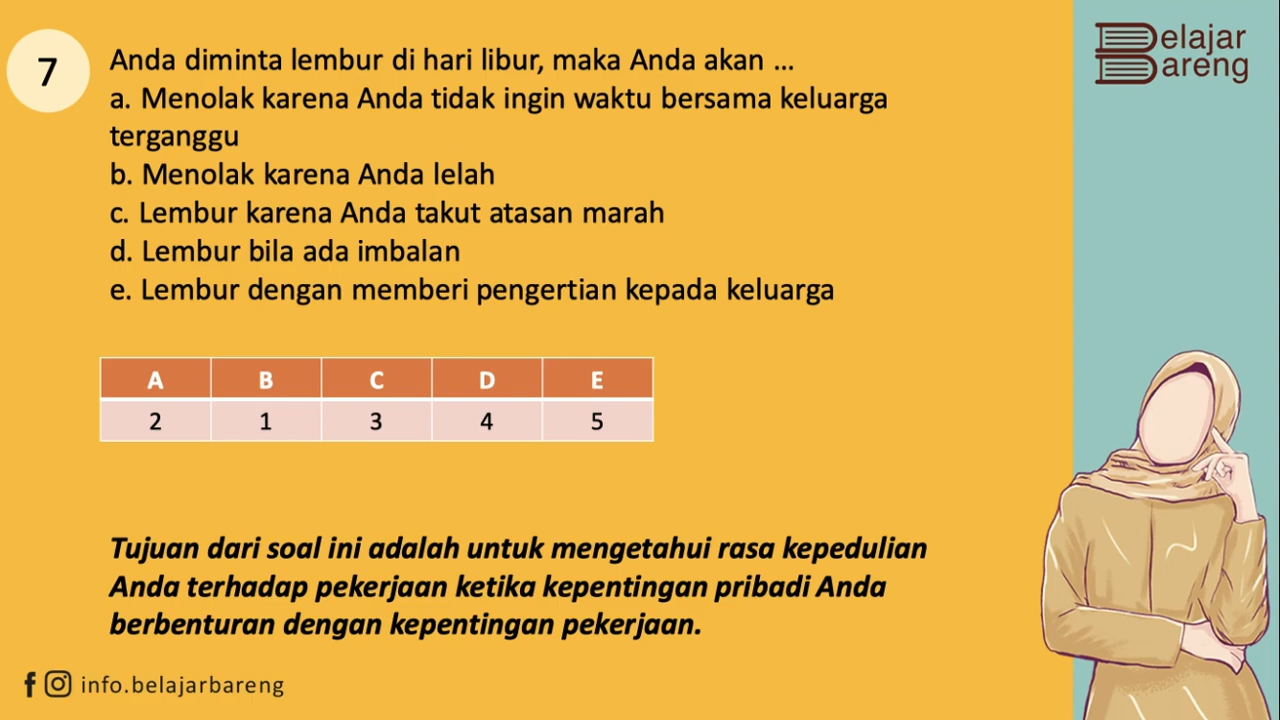 7
Anda diminta lembur di hari libur, maka Anda akan ...
a. Menolak karena Anda tidak ingin waktu bersama keluarga
terganggu
b. Menolak karena Anda lelah
c. Lembur karena Anda takut atasan marah
d. Lembur bila ada imbalan
e. Lembur dengan memberi pengertian kepada keluarga
A B C D E
2 1 3 4 5
Tujuan dari soal ini adalah untuk mengetahui rasa kepedulian
Anda terhadap pekerjaan ketika kepentingan pribadi Anda
berbenturan dengan kepentingan pekerjaan.
info.belajarbareng
Belajar
Bareng